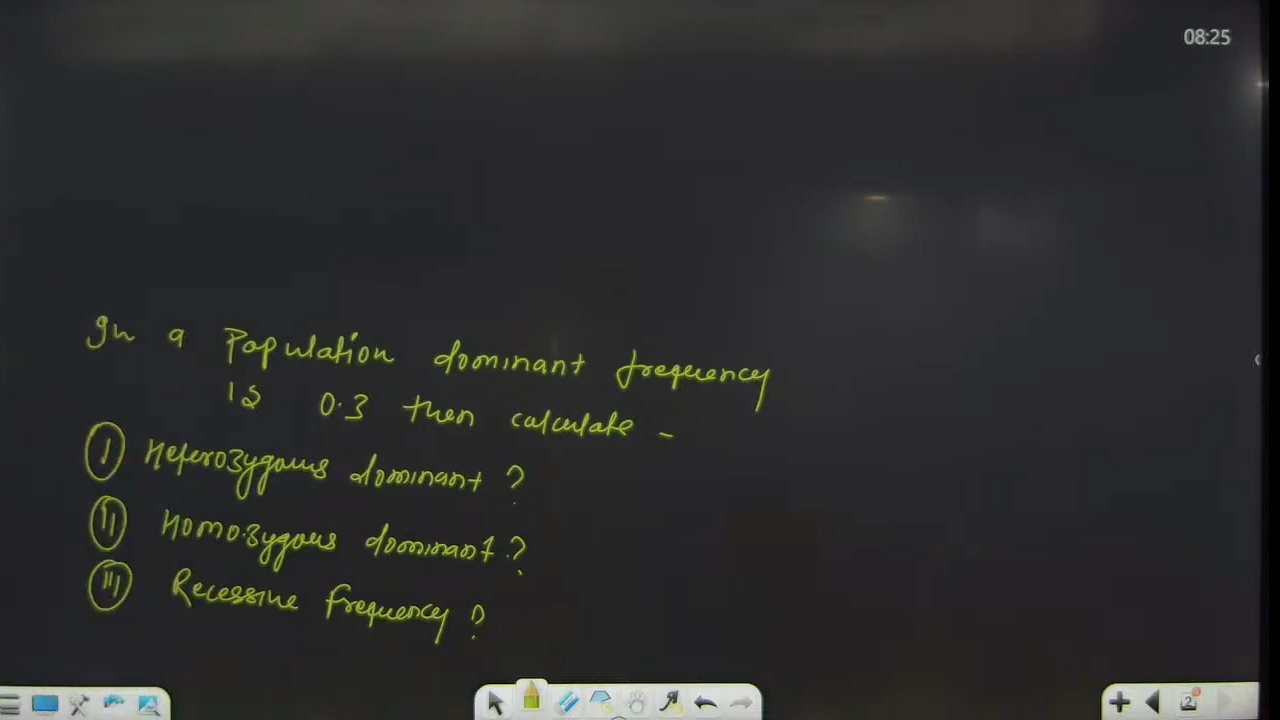 08:25
In a Population dominant frequency
is 0.3 then calculate -
I Heterozygous dominant ?
II Homozygous dominant ?
III Recessive frequency ?
2